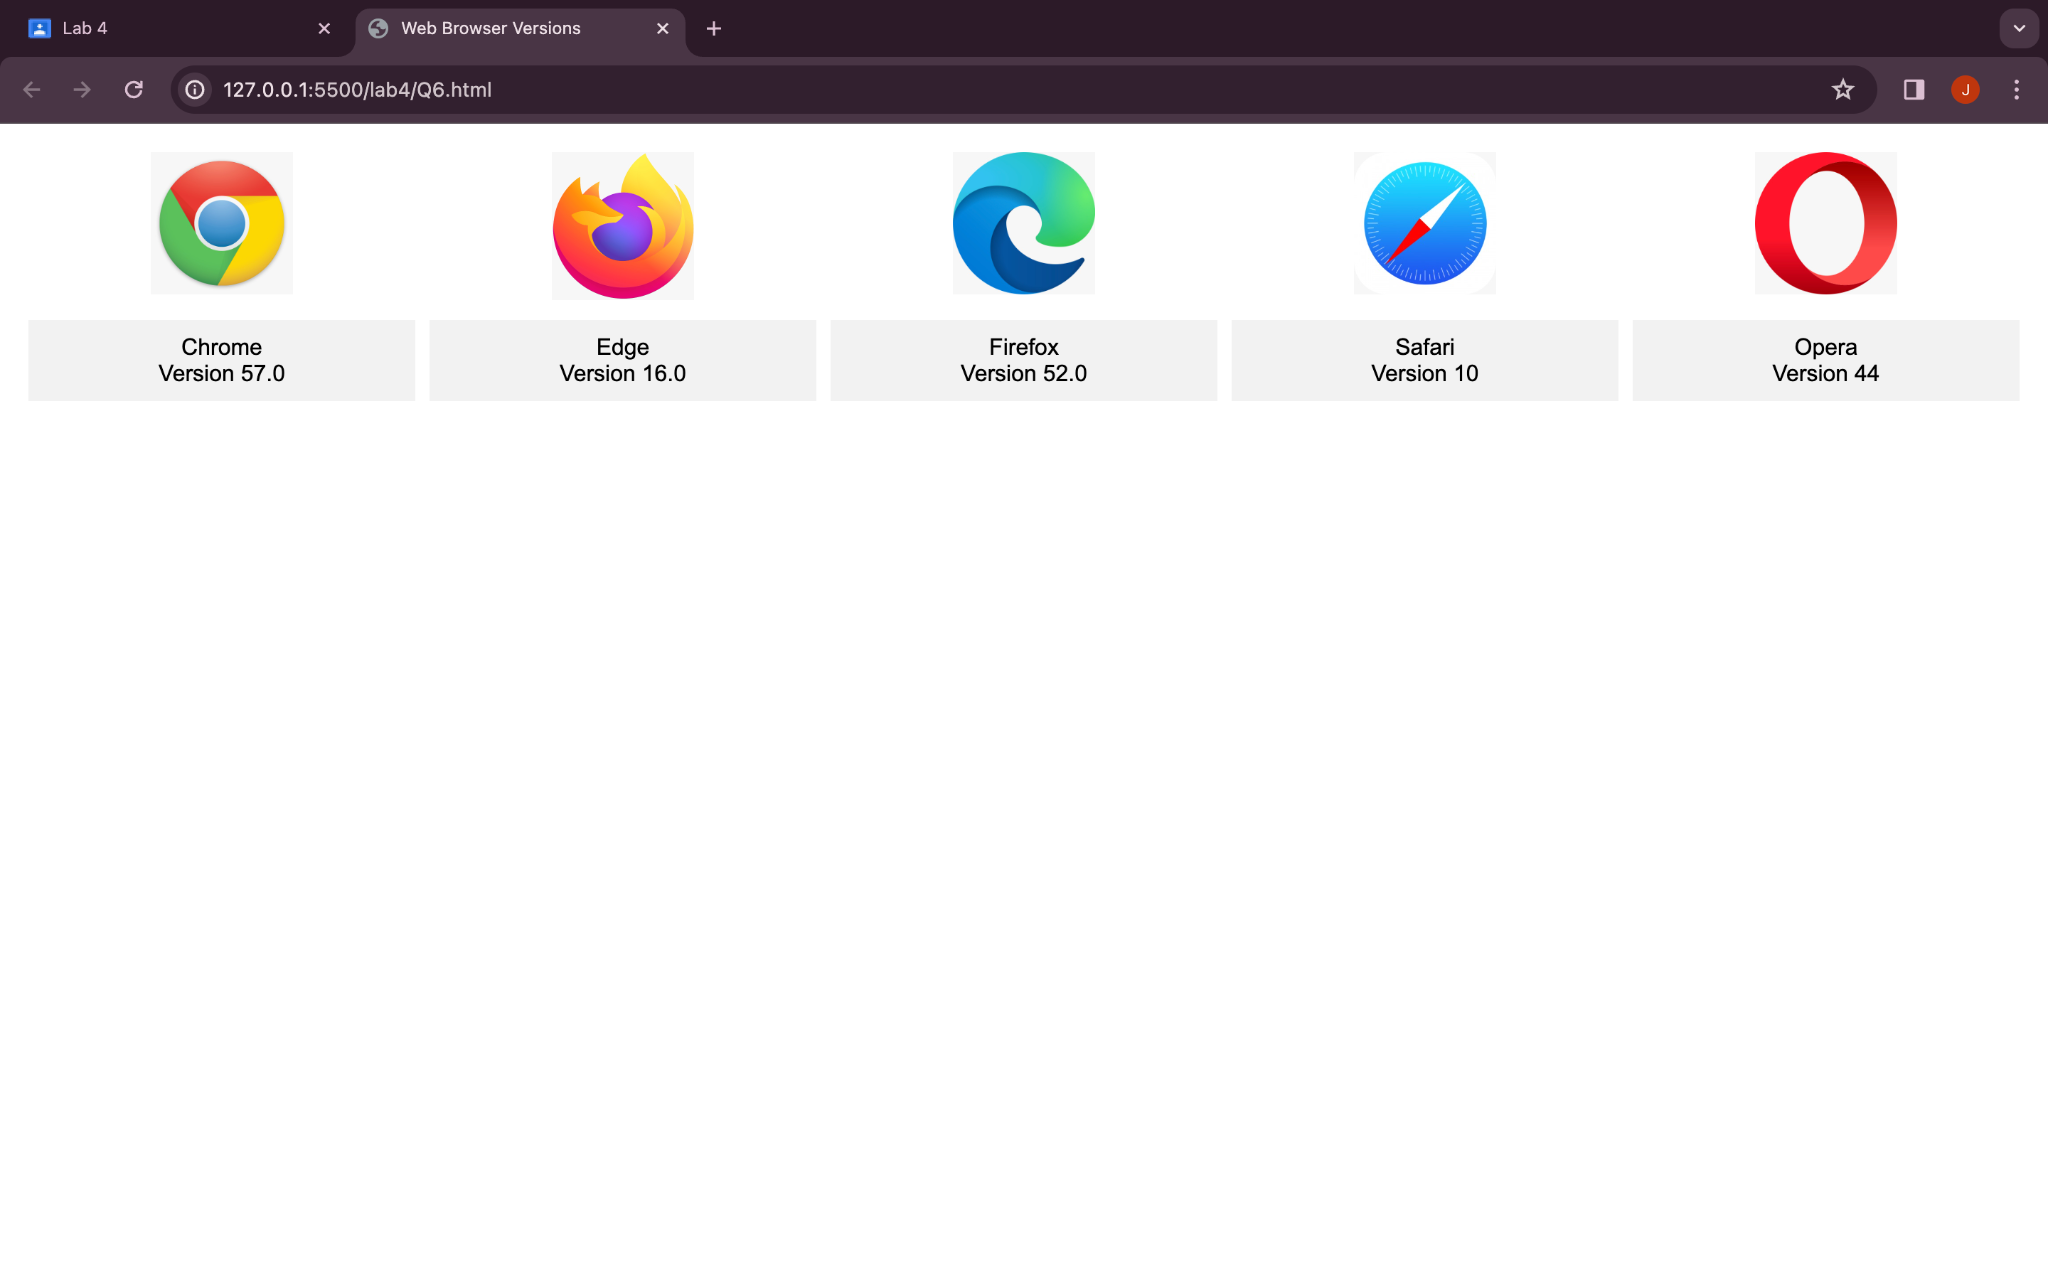 Lab 4
Web Browser Versions
127.0.0.1:5500/lab4/Q6.html
J
Chrome
Version 57.0
Edge
Version 16.0
Firefox
Version 52.0
Safari
Version 10
Opera
Version 44